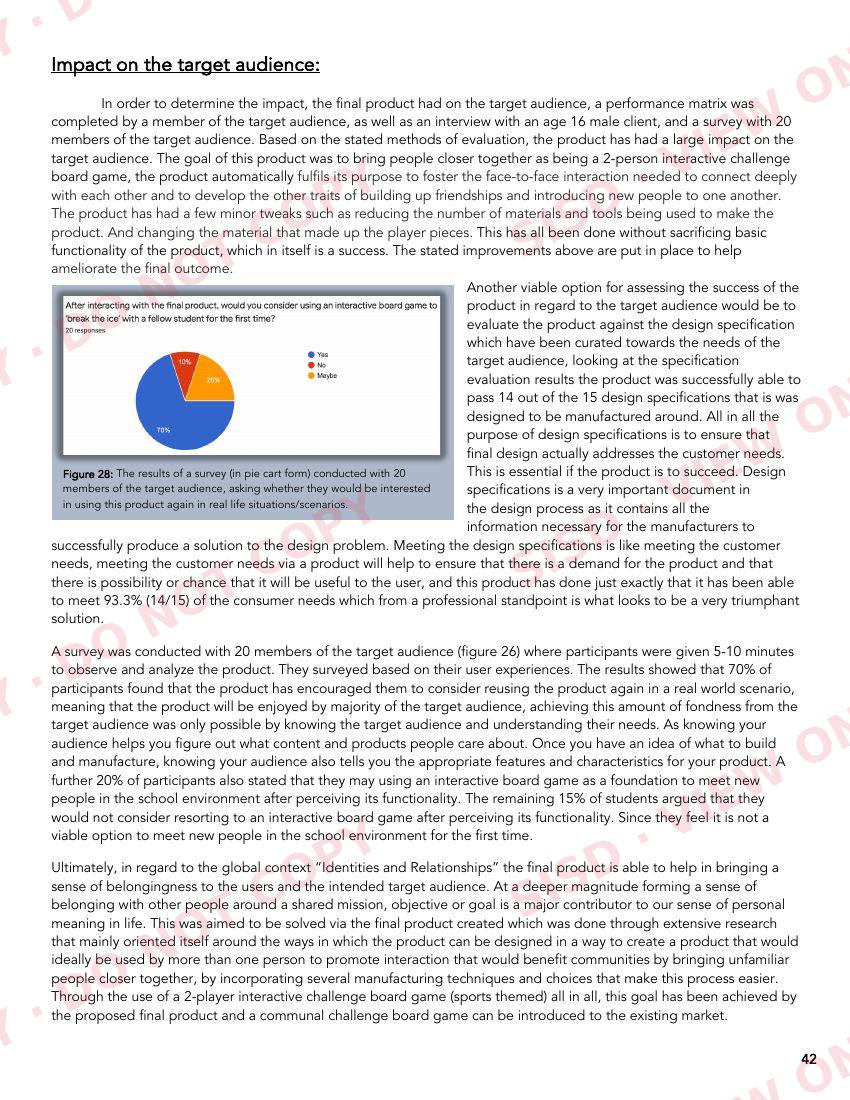 Impact on the target audience:
In order to determine the impact, the final product had on the target audience, a performance matrix was
completed by a member of the target audience, as well as an interview with an age 16 male client, and a survey with 20
members of the target audience. Based on the stated methods of evaluation, the product has had a large impact on the
target audience. The goal of this product was to bring people closer together as being a 2-person interactive challenge
board game, the product automatically fulfils its purpose to foster the face-to-face interaction needed to connect deeply
with each other and to develop the other traits of building up friendships and introducing new people to one another.
The product has had a few minor tweaks such as reducing the number of materials and tools being used to make the
product. And changing the material that made up the player pieces. This has all been done without sacrificing basic
functionality of the product, which in itself is a success. The stated improvements above are put in place to help
ameliorate the final outcome.
After interacting with the final product, would you consider using an interactive board game to
'break the ice' with a fellow student for the first time?
20 responses
Yes
No
Maybe
10%
20%
70%
Figure 28: The results of a survey (in pie cart form) conducted with 20
members of the target audience, asking whether they would be interested
in using this product again in real life situations/scenarios.
Another viable option for assessing the success of the
product in regard to the target audience would be to
evaluate the product against the design specification
which have been curated towards the needs of the
target audience, looking at the specification
evaluation results the product was successfully able to
pass 14 out of the 15 design specifications that is was
designed to be manufactured around. All in all the
purpose of design specifications is to ensure that
final design actually addresses the customer needs.
This is essential if the product is to succeed. Design
specifications is a very important document in
the design process as it contains all the
information necessary for the manufacturers to
successfully produce a solution to the design problem. Meeting the design specifications is like meeting the customer
needs, meeting the customer needs via a product will help to ensure that there is a demand for the product and that
there is possibility or chance that it will be useful to the user, and this product has done just exactly that it has been able
to meet 93.3% (14/15) of the consumer needs which from a professional standpoint is what looks to be a very triumphant
solution.
A survey was conducted with 20 members of the target audience (figure 26) where participants were given 5-10 minutes
to observe and analyze the product. They surveyed based on their user experiences. The results showed that 70% of
participants found that the product has encouraged them to consider reusing the product again in a real world scenario,
meaning that the product will be enjoyed by majority of the target audience, achieving this amount of fondness from the
target audience was only possible by knowing the target audience and understanding their needs. As knowing your
audience helps you figure out what content and products people care about. Once you have an idea of what to build
and manufacture, knowing your audience also tells you the appropriate features and characteristics for your product. A
further 20% of participants also stated that they may using an interactive board game as a foundation to meet new
people in the school environment after perceiving its functionality. The remaining 15% of students argued that they
would not consider resorting to an interactive board game after perceiving its functionality. Since they feel it is not a
viable option to meet new people in the school environment for the first time.
Ultimately, in regard to the global context “Identities and Relationships” the final product is able to help in bringing a
sense of belongingness to the users and the intended target audience. At a deeper magnitude forming a sense of
belonging with other people around a shared mission, objective or goal is a major contributor to our sense of personal
meaning in life. This was aimed to be solved via the final product created which was done through extensive research
that mainly oriented itself around the ways in which the product can be designed in a way to create a product that would
ideally be used by more than one person to promote interaction that would benefit communities by bringing unfamiliar
people closer together, by incorporating several manufacturing techniques and choices that make this process easier.
Through the use of a 2-player interactive challenge board game (sports themed) all in all, this goal has been achieved by
the proposed final product and a communal challenge board game can be introduced to the existing market.
42
DO NOT COPY
SISD · VIEW ON
DO NOT COPY
SISD · VIEW ON
DO NOT COPY
SISD · VIEW ON